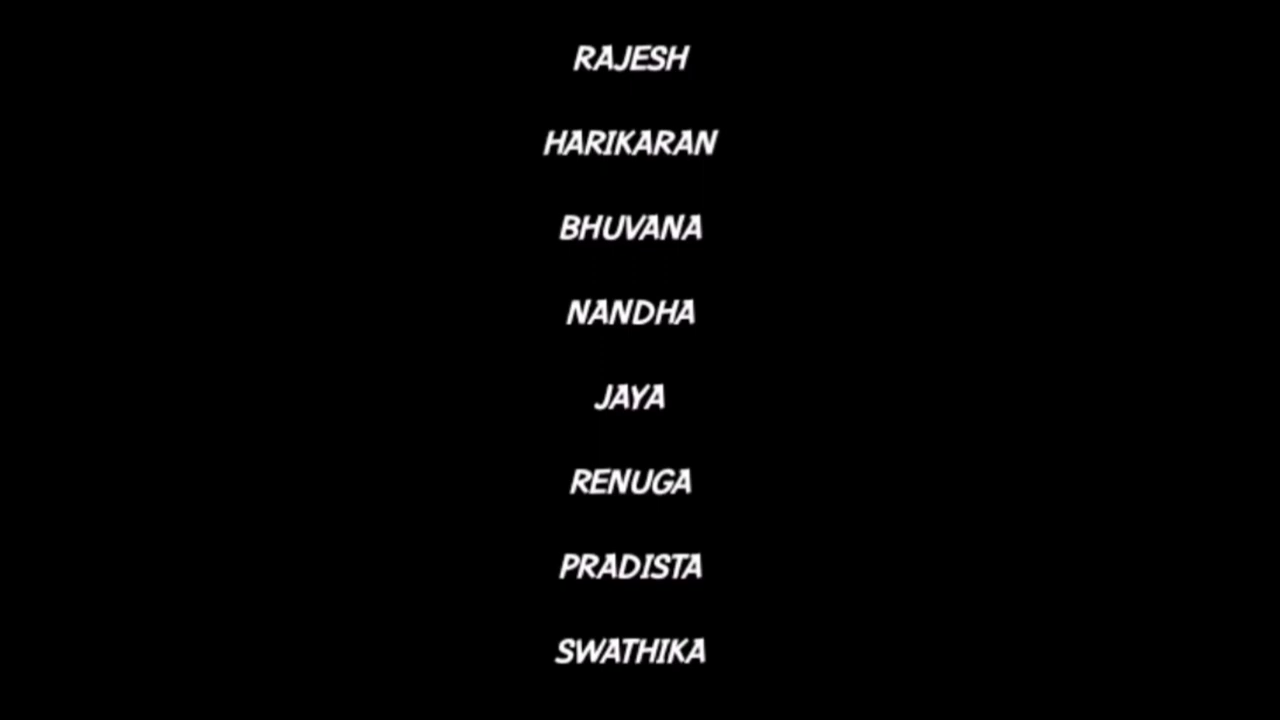 RAJESH
HARIKARAN
BHUVANA
NANDHA
JAYA
RENUGA
PRADISTA
SWATHIKA